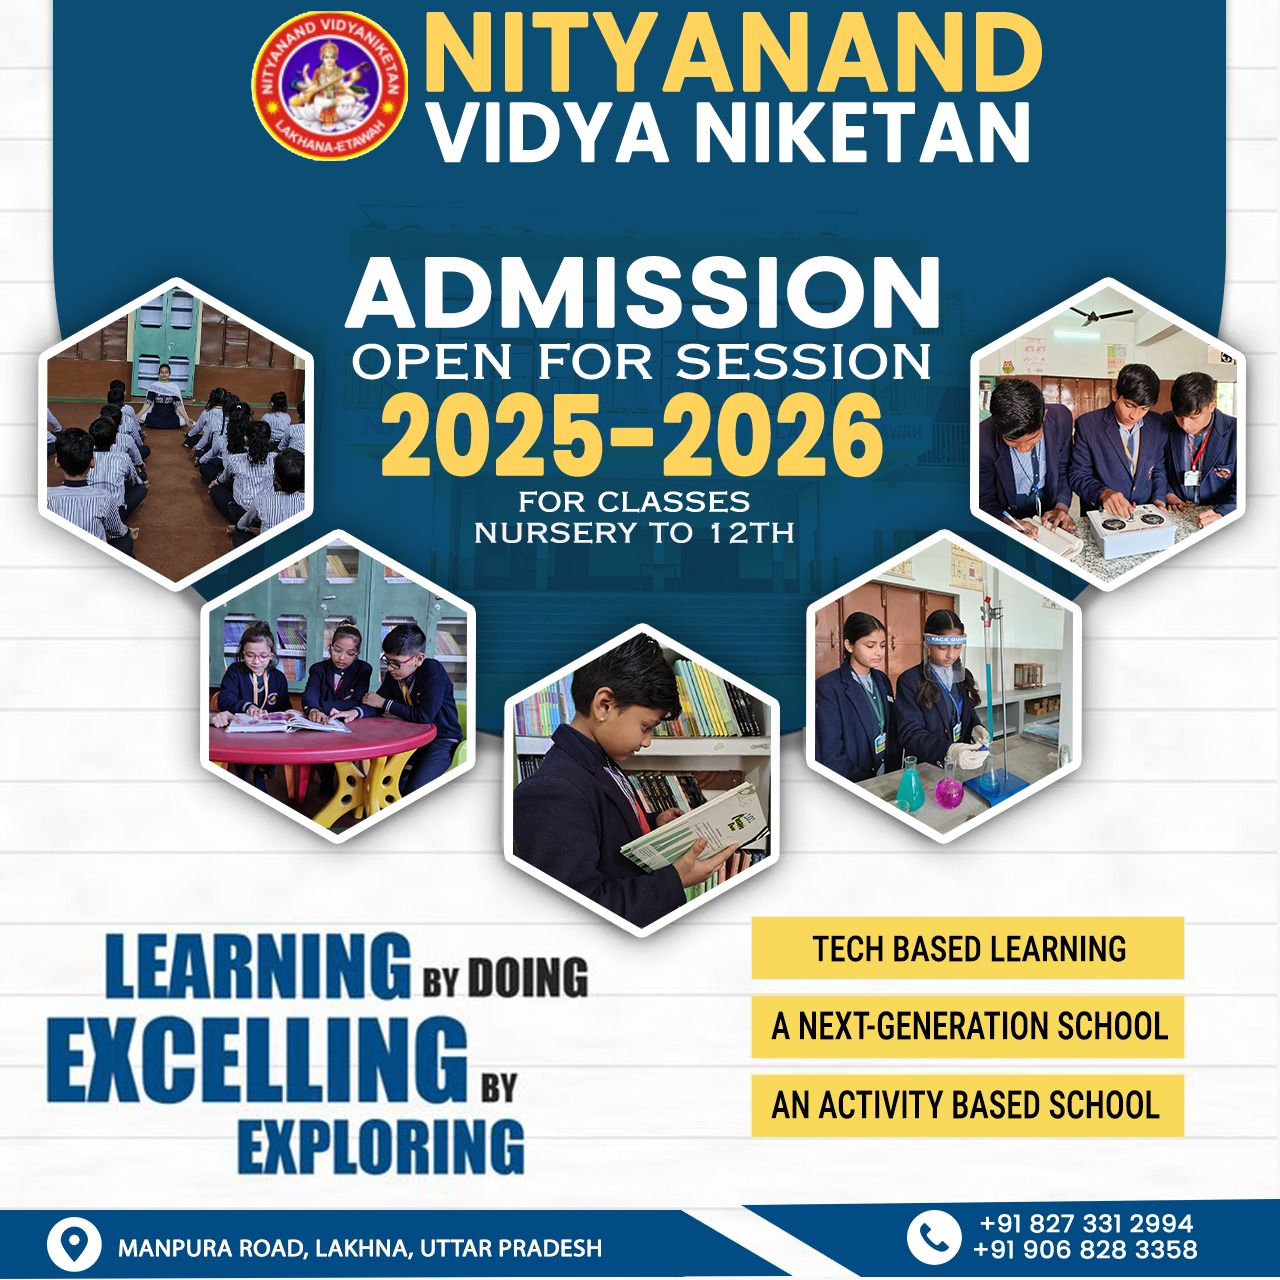 NITYANAND VIDYANIKETAN
LAKHANA-ETAWAH
NITYANAND
VIDYA NIKETAN
ADMISSION
OPEN FOR SESSION
2025-2026
FOR CLASSES
NURSERY TO 12TH
FACE GUARD
LEARNING BY DOING
EXCELLING BY
EXPLORING
TECH BASED LEARNING
A NEXT-GENERATION SCHOOL
AN ACTIVITY BASED SCHOOL
MANPURA ROAD, LAKHNA, UTTAR PRADESH
+91 827 331 2994
+91 906 828 3358